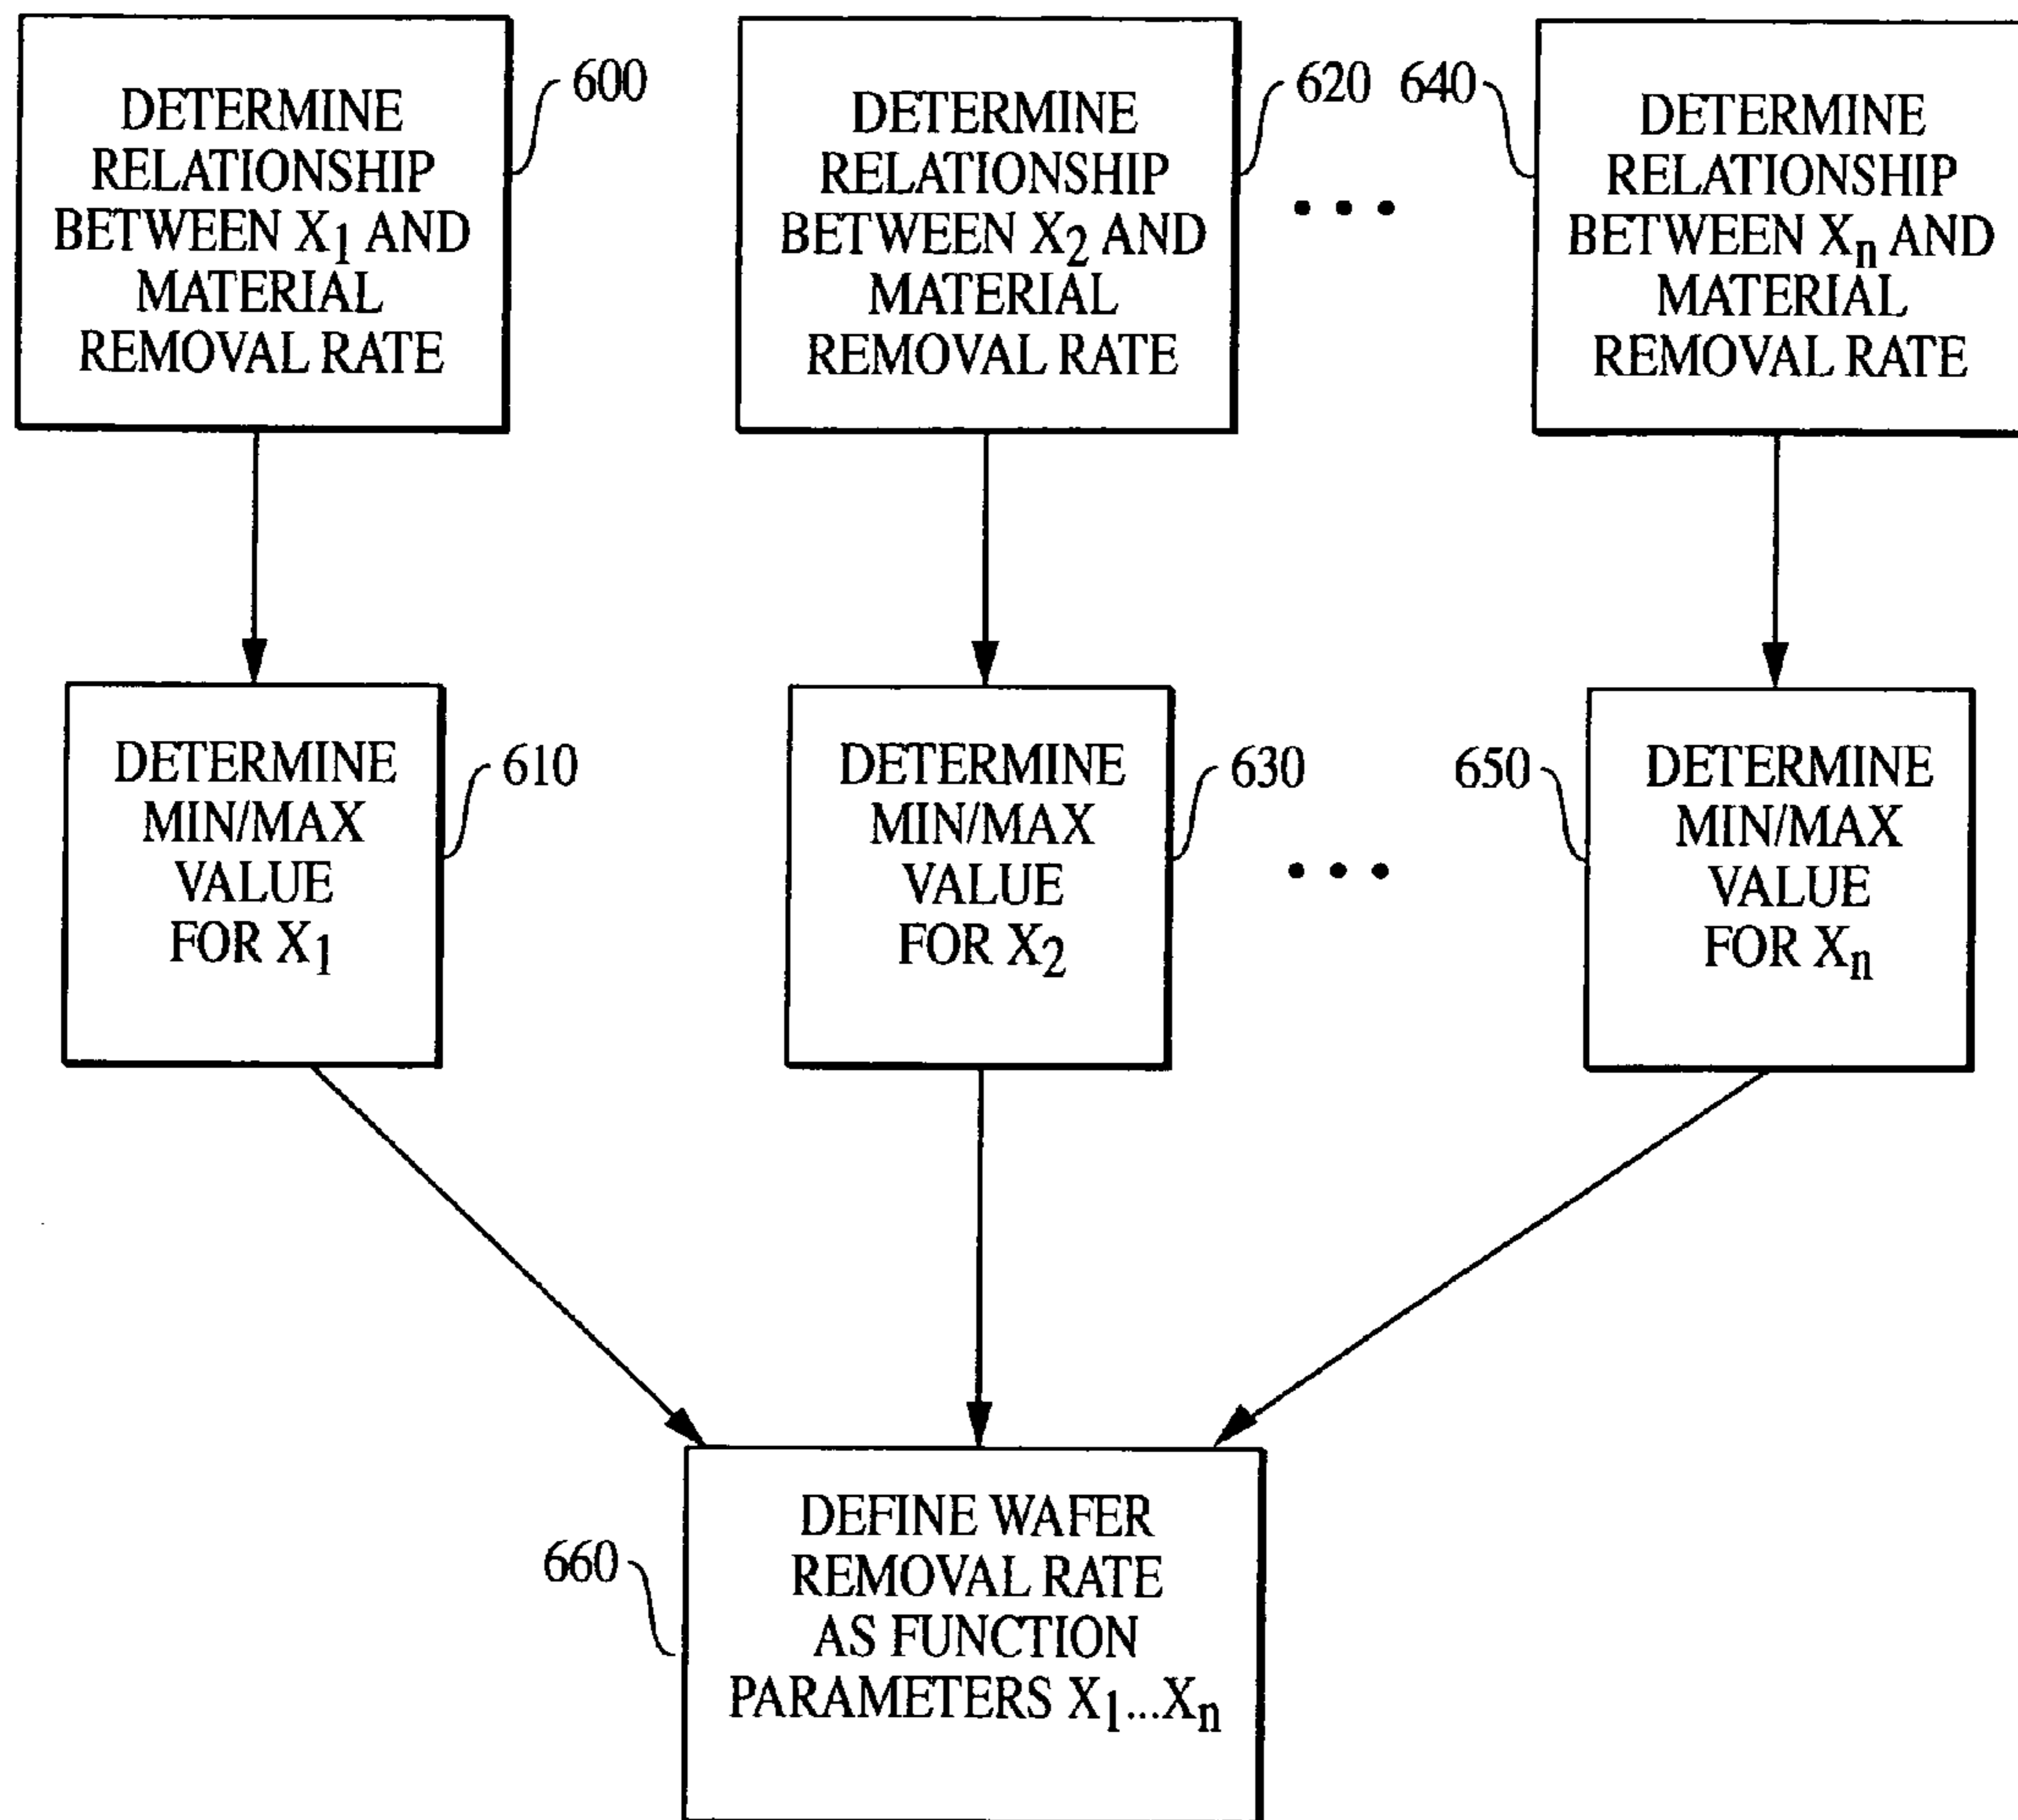 DETERMINE
RELATIONSHIP
BETWEEN X1 AND
MATERIAL
REMOVAL RATE
600
DETERMINE
RELATIONSHIP
BETWEEN X2 AND
MATERIAL
REMOVAL RATE
620
• • •
640
DETERMINE
RELATIONSHIP
BETWEEN Xn AND
MATERIAL
REMOVAL RATE
DETERMINE
MIN/MAX
VALUE
FOR X1
610
DETERMINE
MIN/MAX
VALUE
FOR X2
630
• • •
650
DETERMINE
MIN/MAX
VALUE
FOR Xn
660
DEFINE WAFER
REMOVAL RATE
AS FUNCTION
PARAMETERS X1...Xn